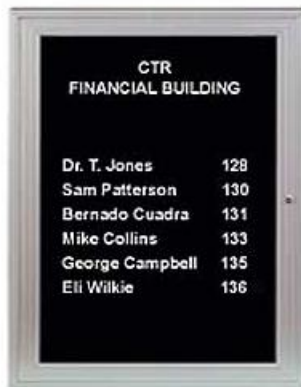 CTR
FINANCIAL BUILDING
Dr. T. Jones 128
Sam Patterson 130
Bernado Cuadra 131
Mike Collins 133
George Campbell 135
Eli Wilkie 136